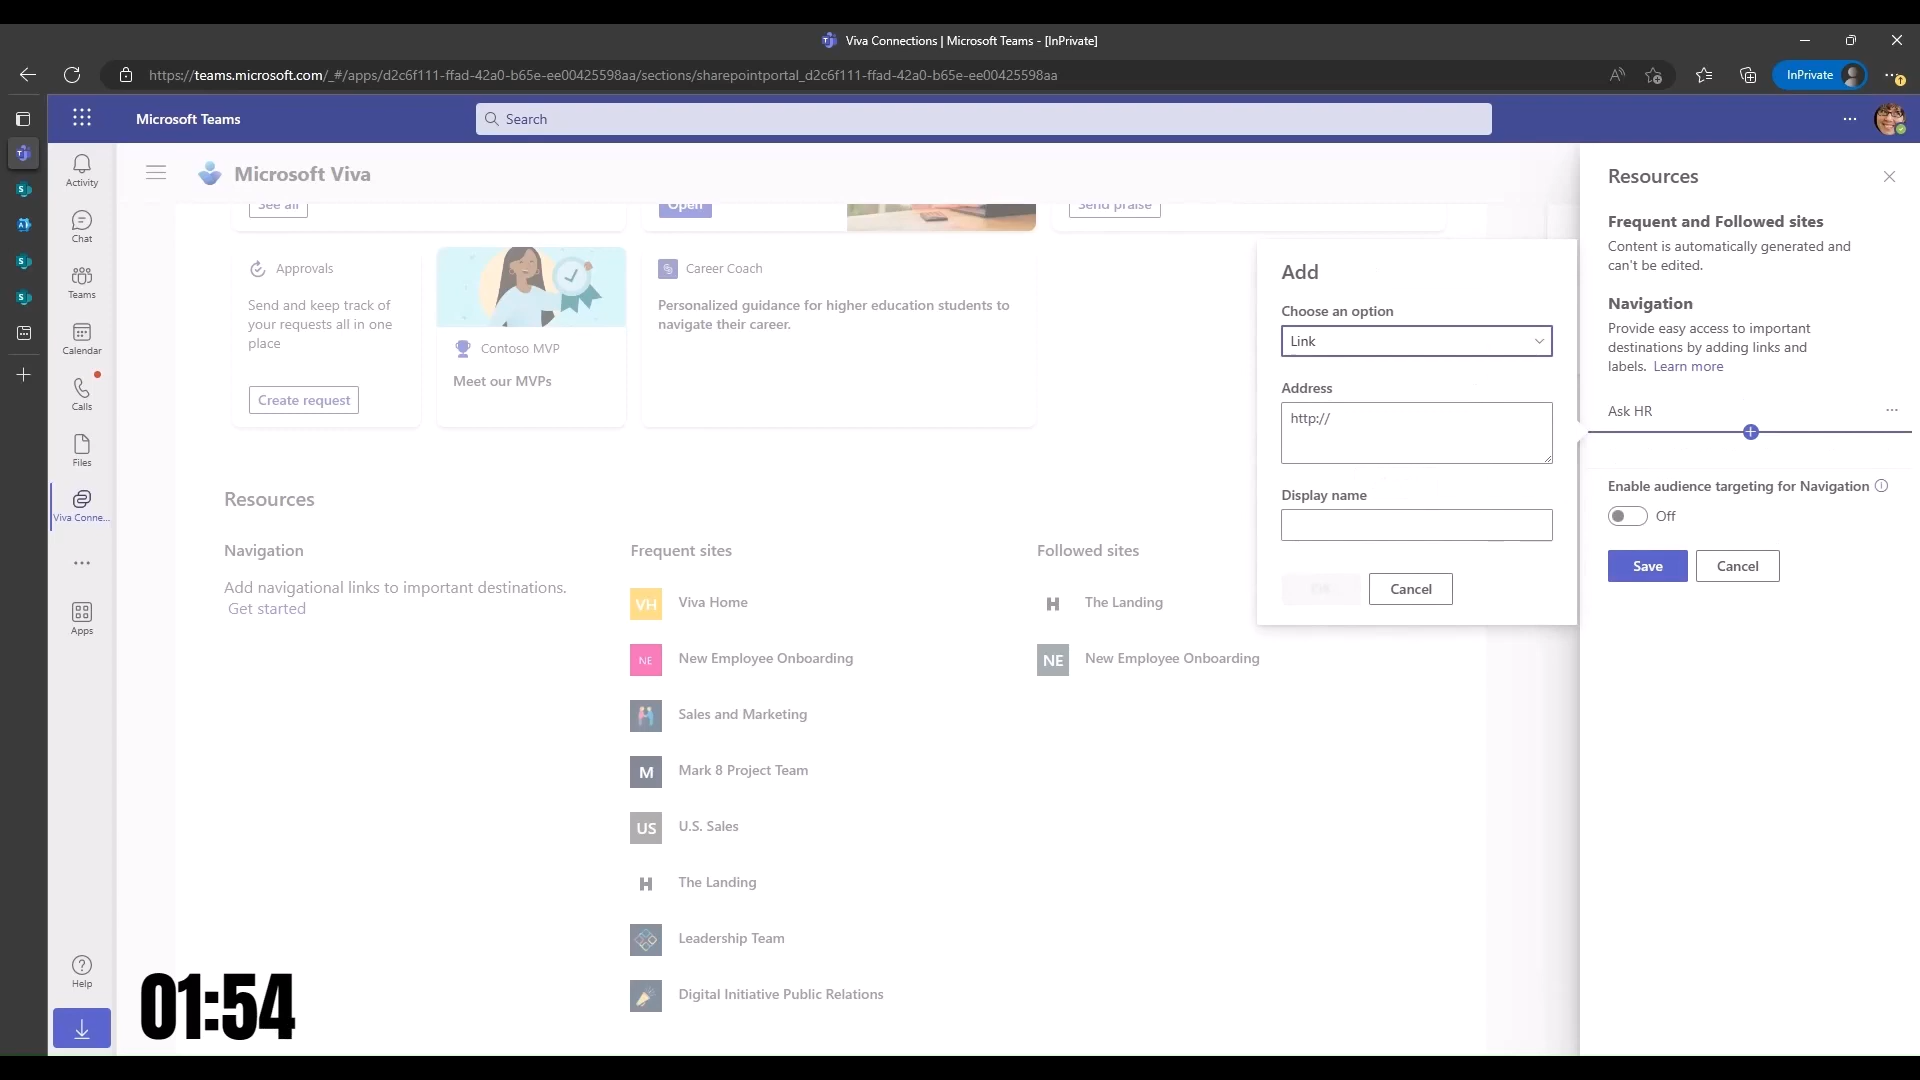 Viva Connections | Microsoft Teams - [InPrivate]
https://teams.microsoft.com/_#/apps/d2c6f111-ffad-42a0-b65e-ee00425598aa/sections/sharepointportal_d2c6f111-ffad-42a0-b65e-ee00425598aa
InPrivate
Microsoft Teams
Search
Activity
Chat
Teams
Calendar
Calls
Files
Viva Conne...
Apps
Help
Microsoft Viva
See all
Open
Send praise
Approvals
Send and keep track of
your requests all in one
place
Create request
Contoso MVP
Meet our MVPs
Career Coach
Personalized guidance for higher education students to
navigate their career.
Resources
Navigation
Add navigational links to important destinations.
Get started
Frequent sites
VH Viva Home
NE New Employee Onboarding
Sales and Marketing
M Mark 8 Project Team
US U.S. Sales
The Landing
Leadership Team
Digital Initiative Public Relations
Followed sites
The Landing
NE New Employee Onboarding
Add
Choose an option
Link
Address
http://
Display name
OK
Cancel
Resources
Frequent and Followed sites
Content is automatically generated and
can't be edited.
Navigation
Provide easy access to important
destinations by adding links and
labels. Learn more
Ask HR
Enable audience targeting for Navigation
Off
Save
Cancel
01:54